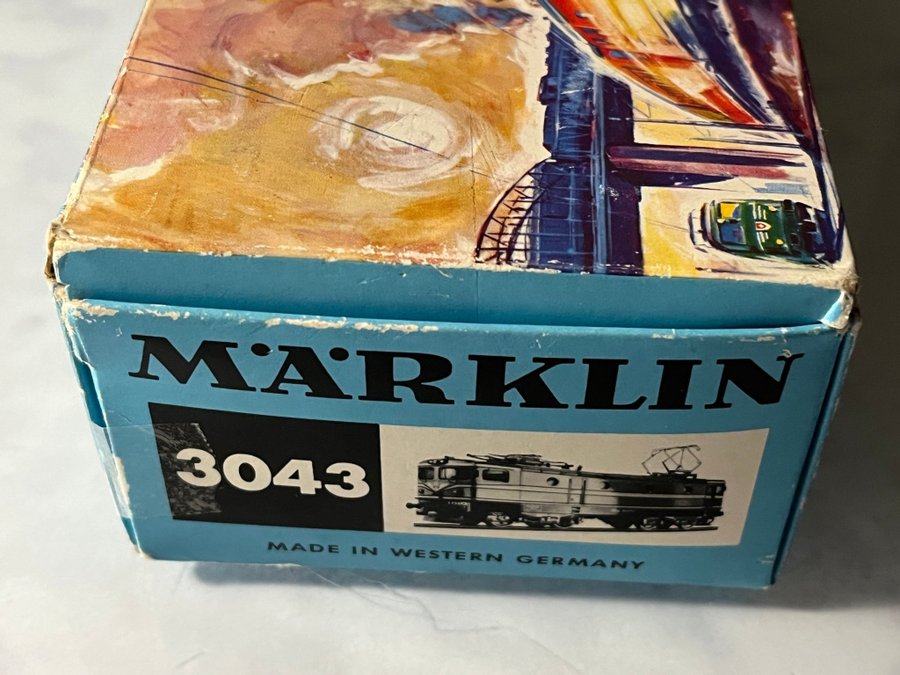 MÄRKLIN
3043
MADE IN WESTERN GERMANY